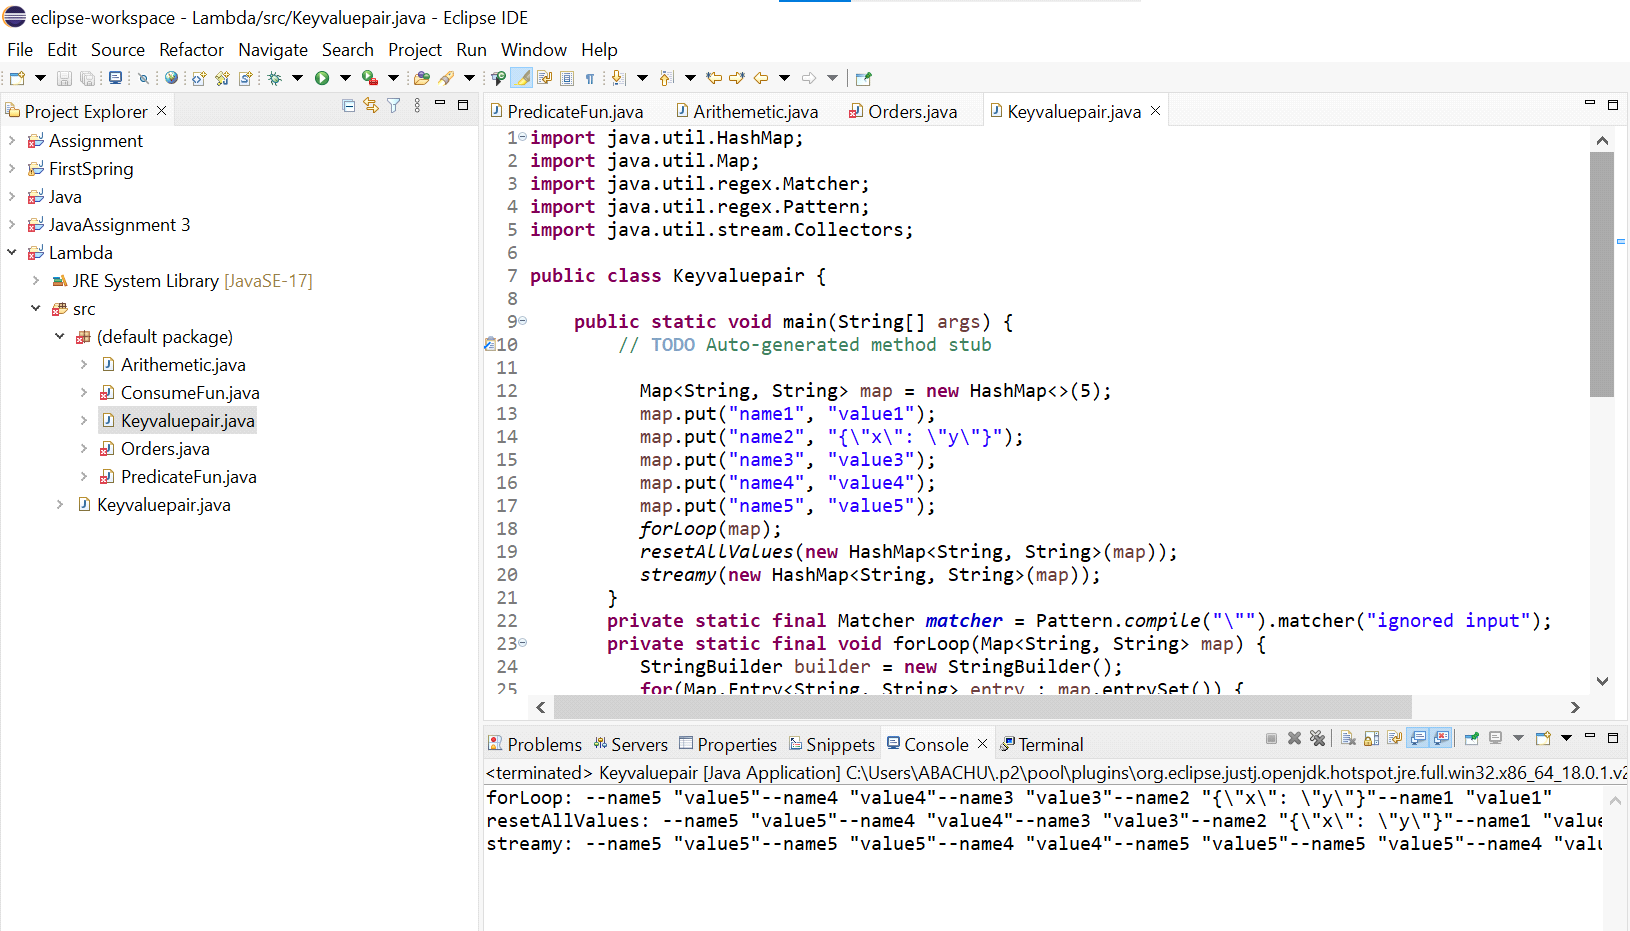 eclipse-workspace - Lambda/src/Keyvaluepair.java - Eclipse IDE
File Edit Source Refactor Navigate Search Project Run Window Help
Project Explorer
Assignment
FirstSpring
Java
JavaAssignment 3
Lambda
JRE System Library [JavaSE-17]
src
(default package)
Arithemetic.java
ConsumeFun.java
Keyvaluepair.java
Orders.java
PredicateFun.java
Keyvaluepair.java
PredicateFun.java Arithemetic.java Orders.java Keyvaluepair.java
1 import java.util.HashMap;
2 import java.util.Map;
3 import java.util.regex.Matcher;
4 import java.util.regex.Pattern;
5 import java.util.stream.Collectors;
6
7 public class Keyvaluepair {
8
9 public static void main(String[] args) {
10 // TODO Auto-generated method stub
11
12 Map<String, String> map = new HashMap<>(5);
13 map.put("name1", "value1");
14 map.put("name2", "{\"x\": \"y\"}");
15 map.put("name3", "value3");
16 map.put("name4", "value4");
17 map.put("name5", "value5");
18 forLoop(map);
19 resetAllValues(new HashMap<String, String>(map));
20 streamy(new HashMap<String, String>(map));
21 }
22 private static final Matcher matcher = Pattern.compile("\"").matcher("ignored input");
23 private static final void forLoop(Map<String, String> map) {
24 StringBuilder builder = new StringBuilder();
25 for(Map.Entry<String, String> entry : map.entrySet()) {
Problems Servers Properties Snippets Console Terminal
<terminated> Keyvaluepair [Java Application] C:\Users\ABACHU\.p2\pool\plugins\org.eclipse.justj.openjdk.hotspot.jre.full.win32.x86_64_18.0.1.v2
forLoop: --name5 "value5"--name4 "value4"--name3 "value3"--name2 "{\"x\": \"y\"}"--name1 "value1"
resetAllValues: --name5 "value5"--name4 "value4"--name3 "value3"--name2 "{\"x\": \"y\"}"--name1 "value
streamy: --name5 "value5"--name5 "value5"--name4 "value4"--name5 "value5"--name5 "value5"--name4 "valu